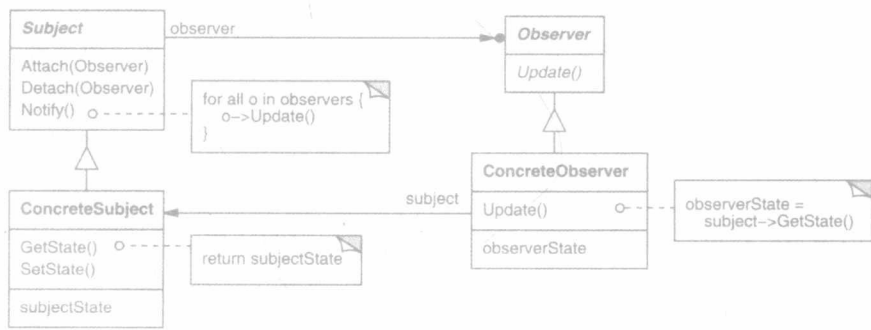 Subject
observer
Observer
Attach(Observer)
Detach(Observer)
Notify()
for all o in observers {
o->Update()
}
Update()
ConcreteSubject
subject
ConcreteObserver
GetState()
SetState()
return subjectState
Update()
observerState =
subject->GetState()
subjectState
observerState